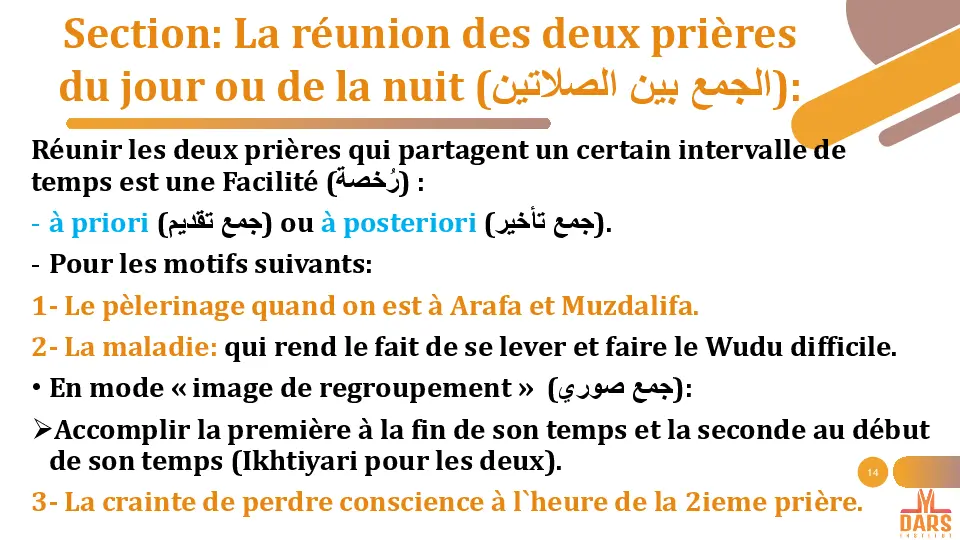 Section: La réunion des deux prières
du jour ou de la nuit (الجمع بين الصلاتين):
Réunir les deux prières qui partagent un certain intervalle de
temps est une Facilité (رُخصة) :
- à priori (جمع تقديم) ou à posteriori (جمع تأخير).
- Pour les motifs suivants:
1- Le pèlerinage quand on est à Arafa et Muzdalifa.
2- La maladie: qui rend le fait de se lever et faire le Wudu difficile.
• En mode « image de regroupement » (جمع صوري):
➢Accomplir la première à la fin de son temps et la seconde au début
de son temps (Ikhtiyari pour les deux).
14
3- La crainte de perdre conscience à l`heure de la 2ieme prière.
DARS
INSTITUT